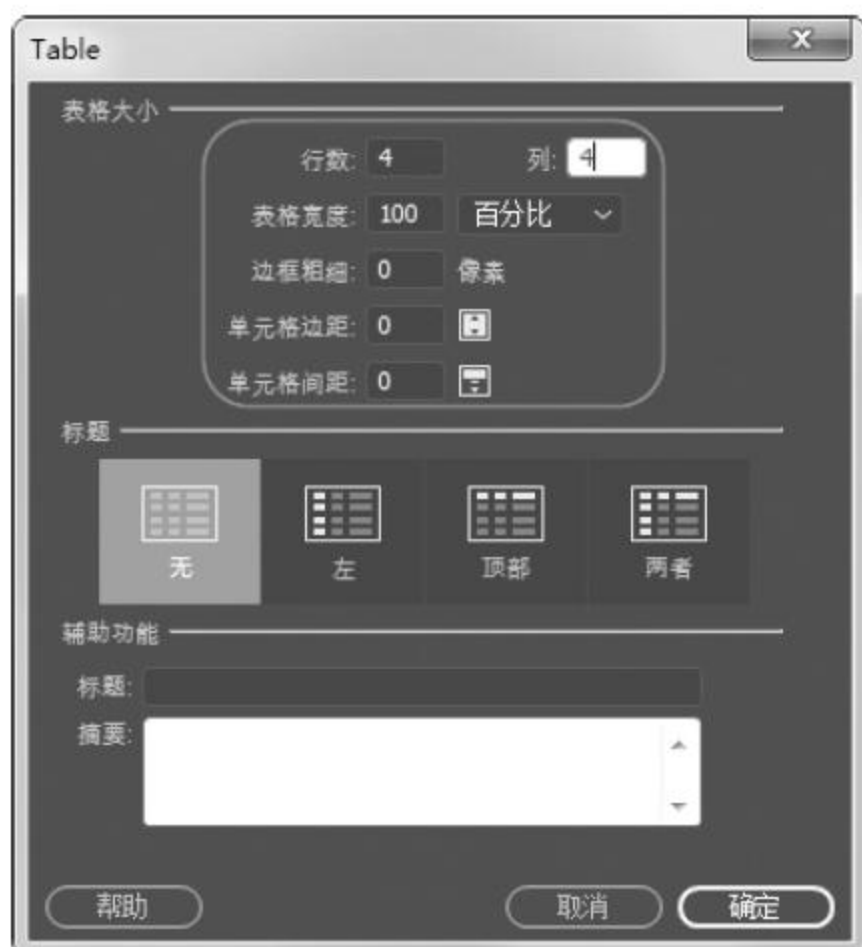 Table
表格大小
行数: 4 列: 4
表格宽度: 100 百分比
边框粗细: 0 像素
单元格边距: 0
单元格间距: 0
标题
无 左 顶部 两者
辅助功能
标题:
摘要:
帮助 取消 确定